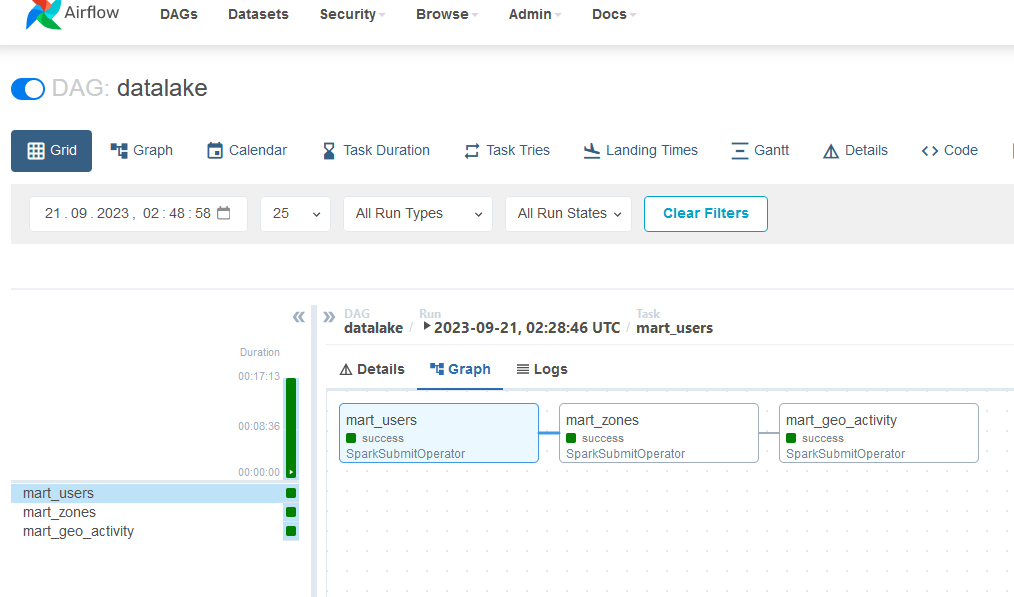 Airflow DAGs Datasets Security Browse Admin Docs
DAG: datalake
Grid Graph Calendar Task Duration Task Tries Landing Times Gantt Details Code
21.09.2023, 02:48:58 25 All Run Types All Run States Clear Filters
DAG Run Task
datalake / 2023-09-21, 02:28:46 UTC / mart_users
Duration
00:17:13
00:08:36
00:00:00
mart_users
mart_zones
mart_geo_activity
Details Graph Logs
mart_users
success
SparkSubmitOperator
mart_zones
success
SparkSubmitOperator
mart_geo_activity
success
SparkSubmitOperator